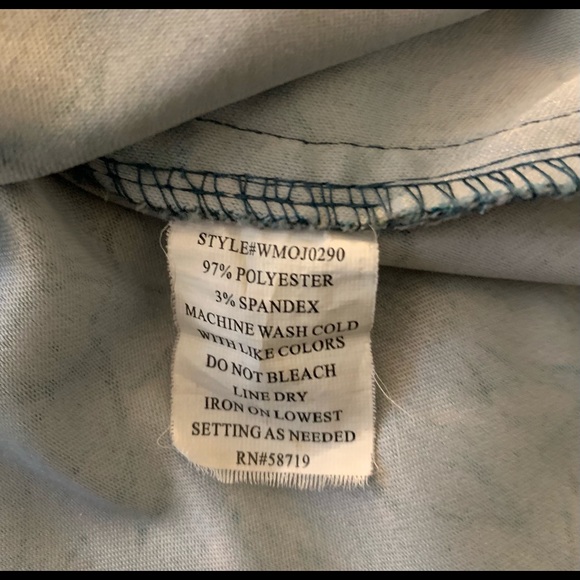 STYLE#WMOJ0290
97% POLYESTER
3% SPANDEX
MACHINE WASH COLD
WITH LIKE COLORS
DO NOT BLEACH
LINE DRY
IRON ON LOWEST
SETTING AS NEEDED
RN#58719